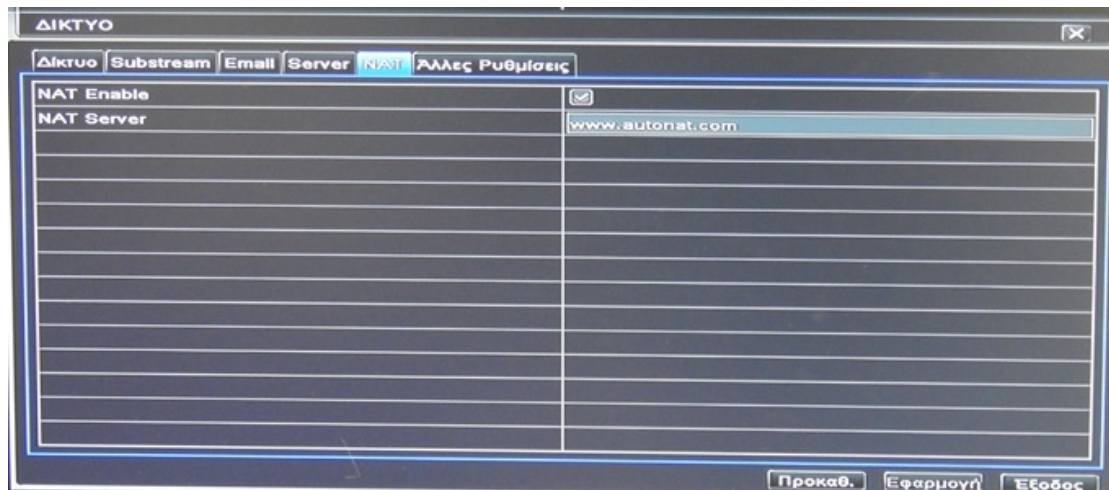 ΔΙΚΤΥΟ
Δίκτυο Substream Email Server NAT Άλλες Ρυθμίσεις
NAT Enable
NAT Server www.autonat.com
Προκαθ. Εφαρμογή Έξοδος